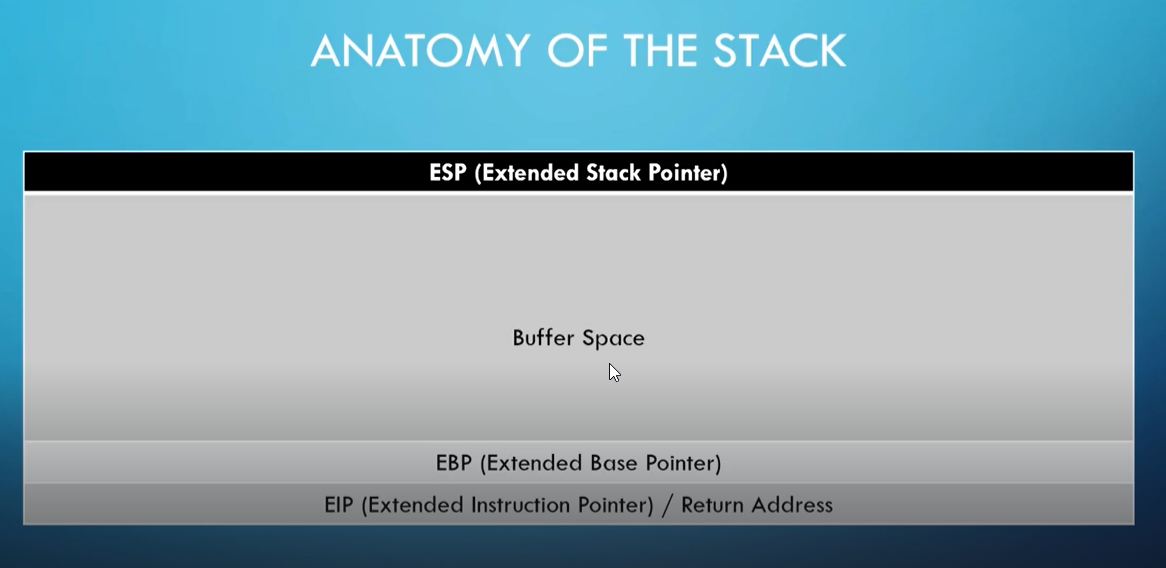 ANATOMY OF THE STACK
ESP (Extended Stack Pointer)
Buffer Space
EBP (Extended Base Pointer)
EIP (Extended Instruction Pointer) / Return Address